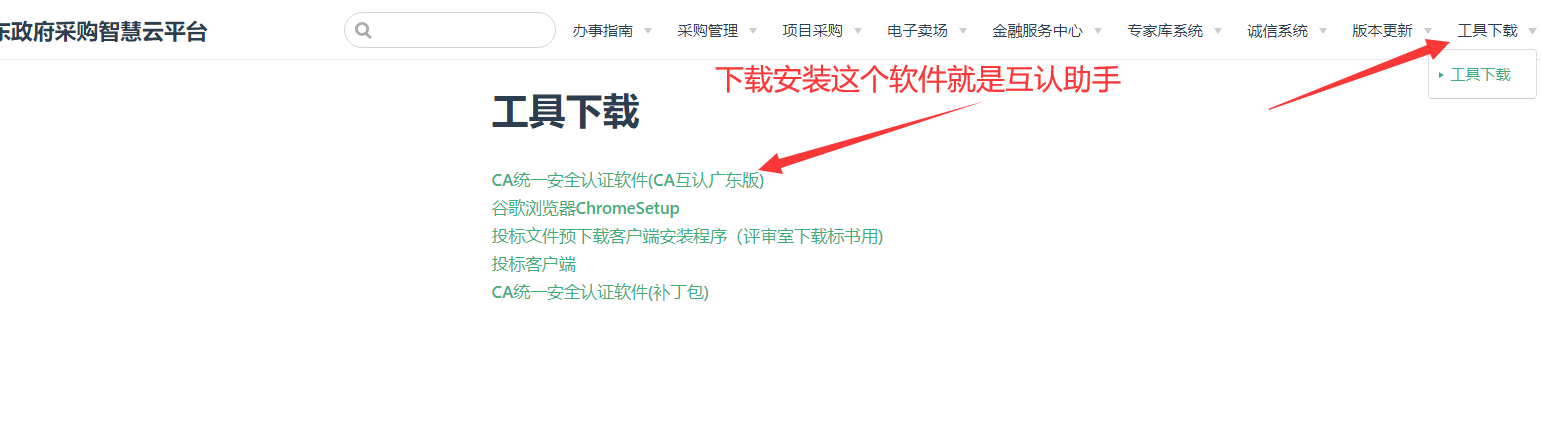 东政府采购智慧云平台
办事指南 采购管理 项目采购 电子卖场 金融服务中心 专家库系统 诚信系统 版本更新 工具下载
工具下载
下载安装这个软件就是互认助手
工具下载
CA统一安全认证软件(CA互认广东版)
谷歌浏览器ChromeSetup
投标文件预下载客户端安装程序（评审室下载标书用)
投标客户端
CA统一安全认证软件(补丁包)